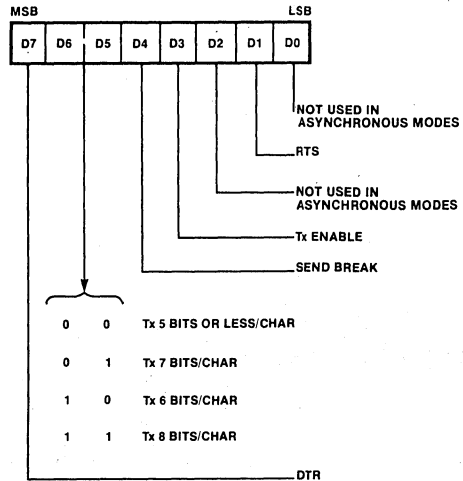 MSB LSB
D7 D6 D5 D4 D3 D2 D1 D0
NOT USED IN
ASYNCHRONOUS MODES
RTS
NOT USED IN
ASYNCHRONOUS MODES
Tx ENABLE
SEND BREAK
0 0 Tx 5 BITS OR LESS/CHAR
0 1 Tx 7 BITS/CHAR
1 0 Tx 6 BITS/CHAR
1 1 Tx 8 BITS/CHAR
DTR